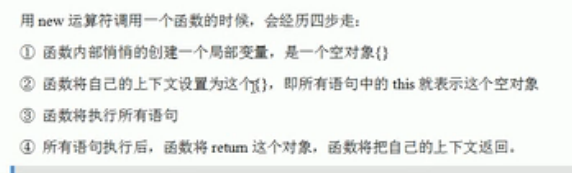 用 new 运算符调用一个函数的时候，会经历四步走：
① 函数内部悄悄的创建一个局部变量，是一个空对象{}
② 函数将自己的上下文设置为这个{}，即所有语句中的 this 就表示这个空对象
③ 函数将执行所有语句
④ 所有语句执行后，函数将 return 这个对象，函数将把自己的上下文返回。